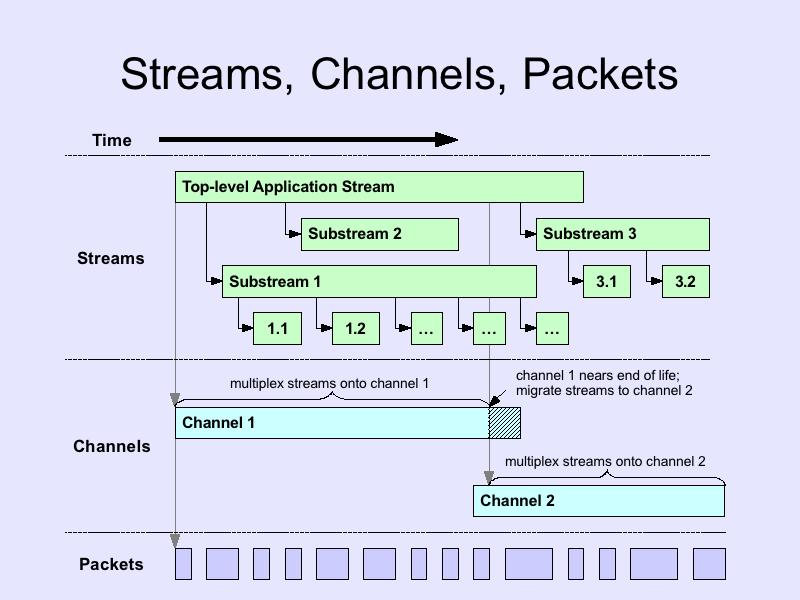 Streams, Channels, Packets
Time
Top-level Application Stream
Substream 2
Substream 3
Streams
Substream 1
3.1
3.2
1.1
1.2
...
...
...
channel 1 nears end of life;
migrate streams to channel 2
multiplex streams onto channel 1
Channel 1
Channels
multiplex streams onto channel 2
Channel 2
Packets